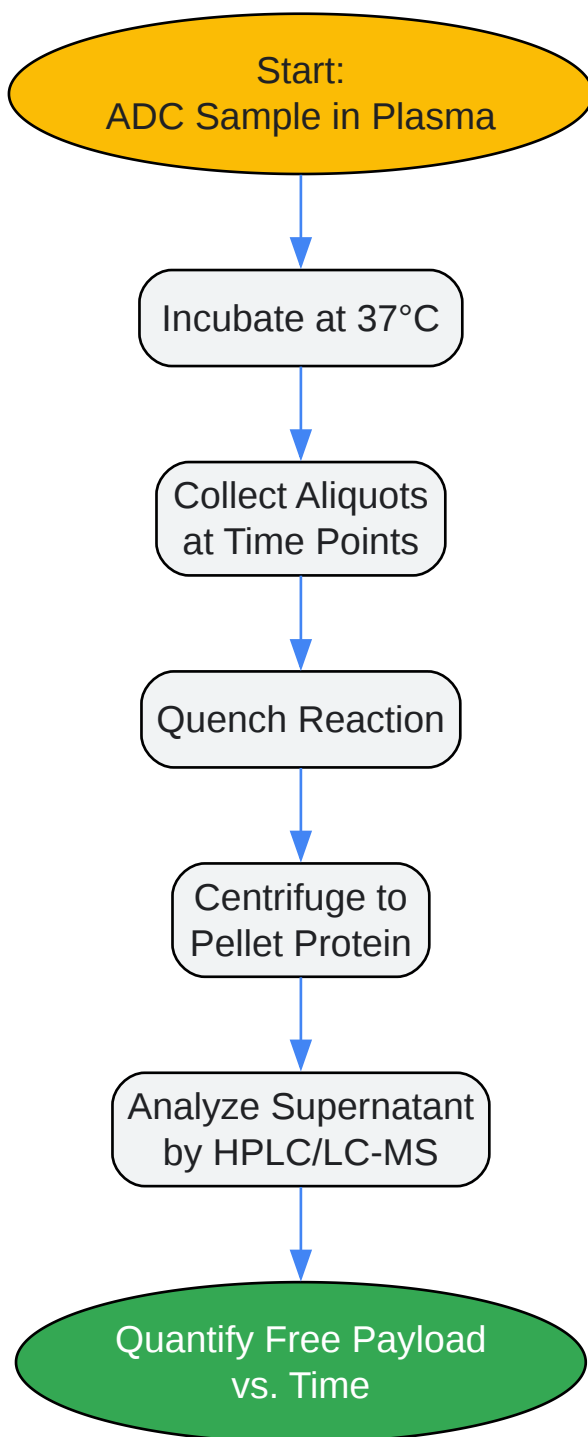 Start:
ADC Sample in Plasma
Incubate at 37°C
Collect Aliquots
at Time Points
Quench Reaction
Centrifuge to
Pellet Protein
Analyze Supernatant
by HPLC/LC-MS
Quantify Free Payload
vs. Time